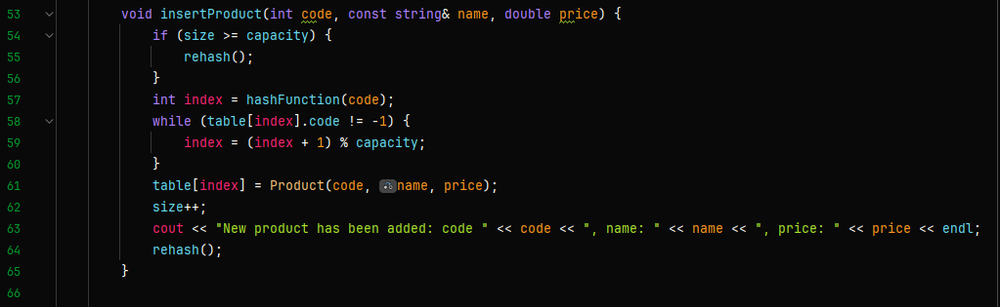 53 void insertProduct(int code, const string& name, double price) {
54 if (size >= capacity) {
55 rehash();
56 }
57 int index = hashFunction(code);
58 while (table[index].code != -1) {
59 index = (index + 1) % capacity;
60 }
61 table[index] = Product(code, name, price);
62 size++;
63 cout << "New product has been added: code " << code << ", name: " << name << ", price: " << price << endl;
64 rehash();
65 }
66